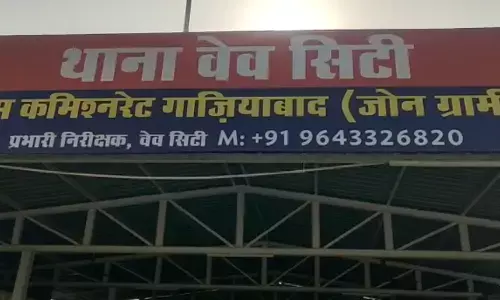 थाना वेव सिटी
कमिश्नरेट गाज़ियाबाद (जोन
प्रभारी निरीक्षक, वेव सिटी M: +91 9643326820